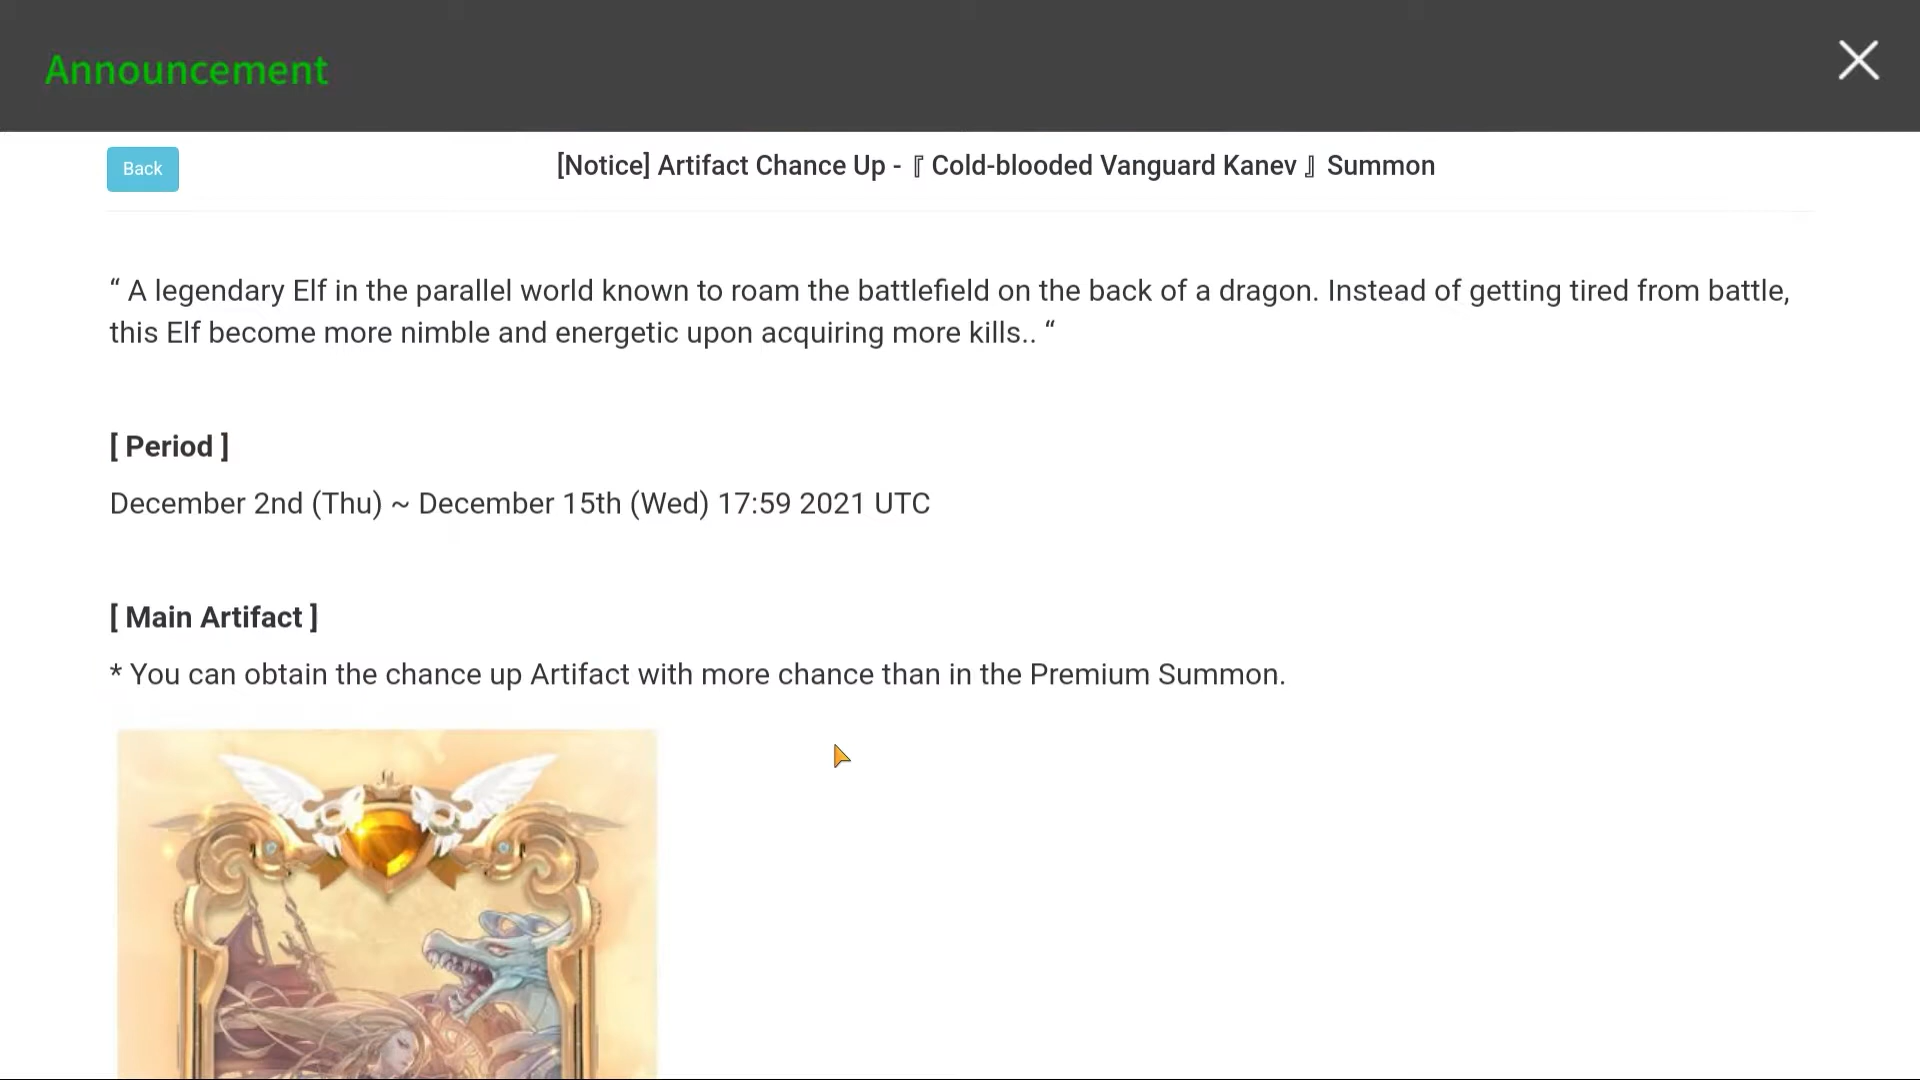 Announcement
Back
[Notice] Artifact Chance Up - 『 Cold-blooded Vanguard Kanev 』 Summon
“ A legendary Elf in the parallel world known to roam the battlefield on the back of a dragon. Instead of getting tired from battle,
this Elf become more nimble and energetic upon acquiring more kills.. “
[ Period ]
December 2nd (Thu) ~ December 15th (Wed) 17:59 2021 UTC
[ Main Artifact ]
* You can obtain the chance up Artifact with more chance than in the Premium Summon.